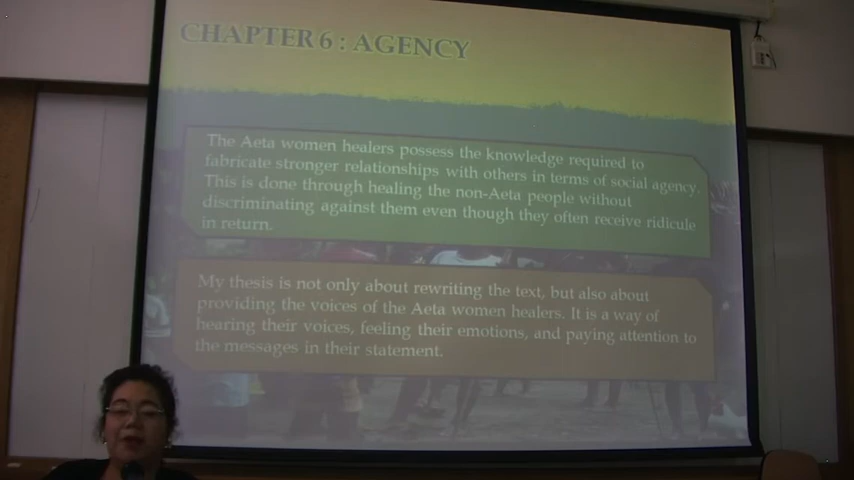 CHAPTER 6 : AGENCY
The Aeta women healers possess the knowledge required to
fabricate stronger relationships with others in terms of social agency.
This is done through healing the non-Aeta people without
discriminating against them even though they often receive ridicule
in return.
My thesis is not only about rewriting the text, but also about
providing the voices of the Aeta women healers. It is a way of
hearing their voices, feeling their emotions, and paying attention to
the messages in their statement.